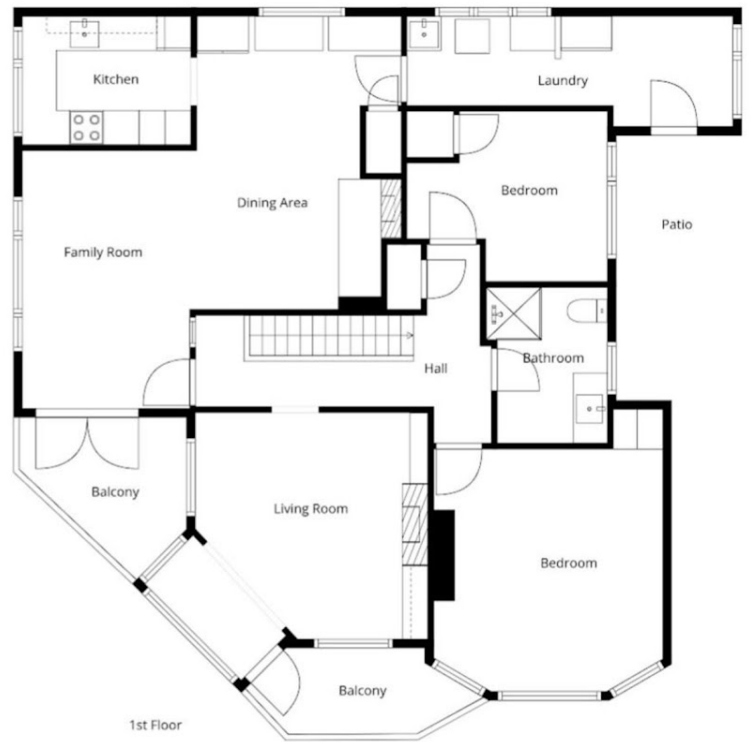 Kitchen
Laundry
Bedroom
Dining Area
Patio
Family Room
Bathroom
Hall
Balcony
Living Room
Bedroom
Balcony
1st Floor